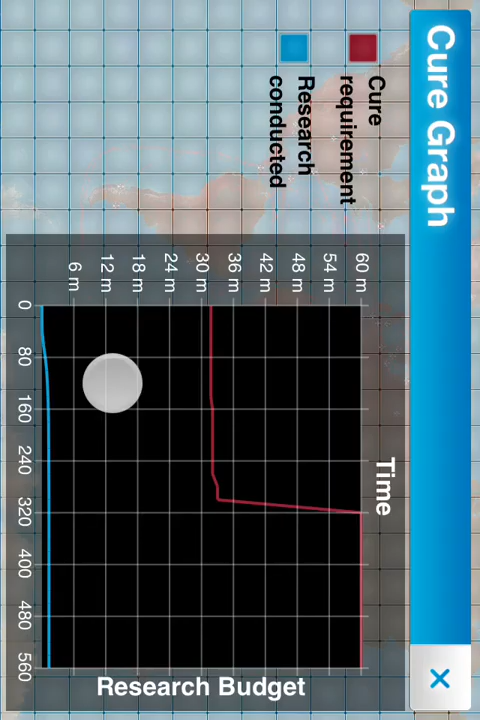 Cure Graph
×
Cure
requirement
Research
conducted
Time
60 m
54 m
48 m
42 m
36 m
30 m
24 m
18 m
12 m
6 m
0
80
160
240
320
400
480
560
Research Budget